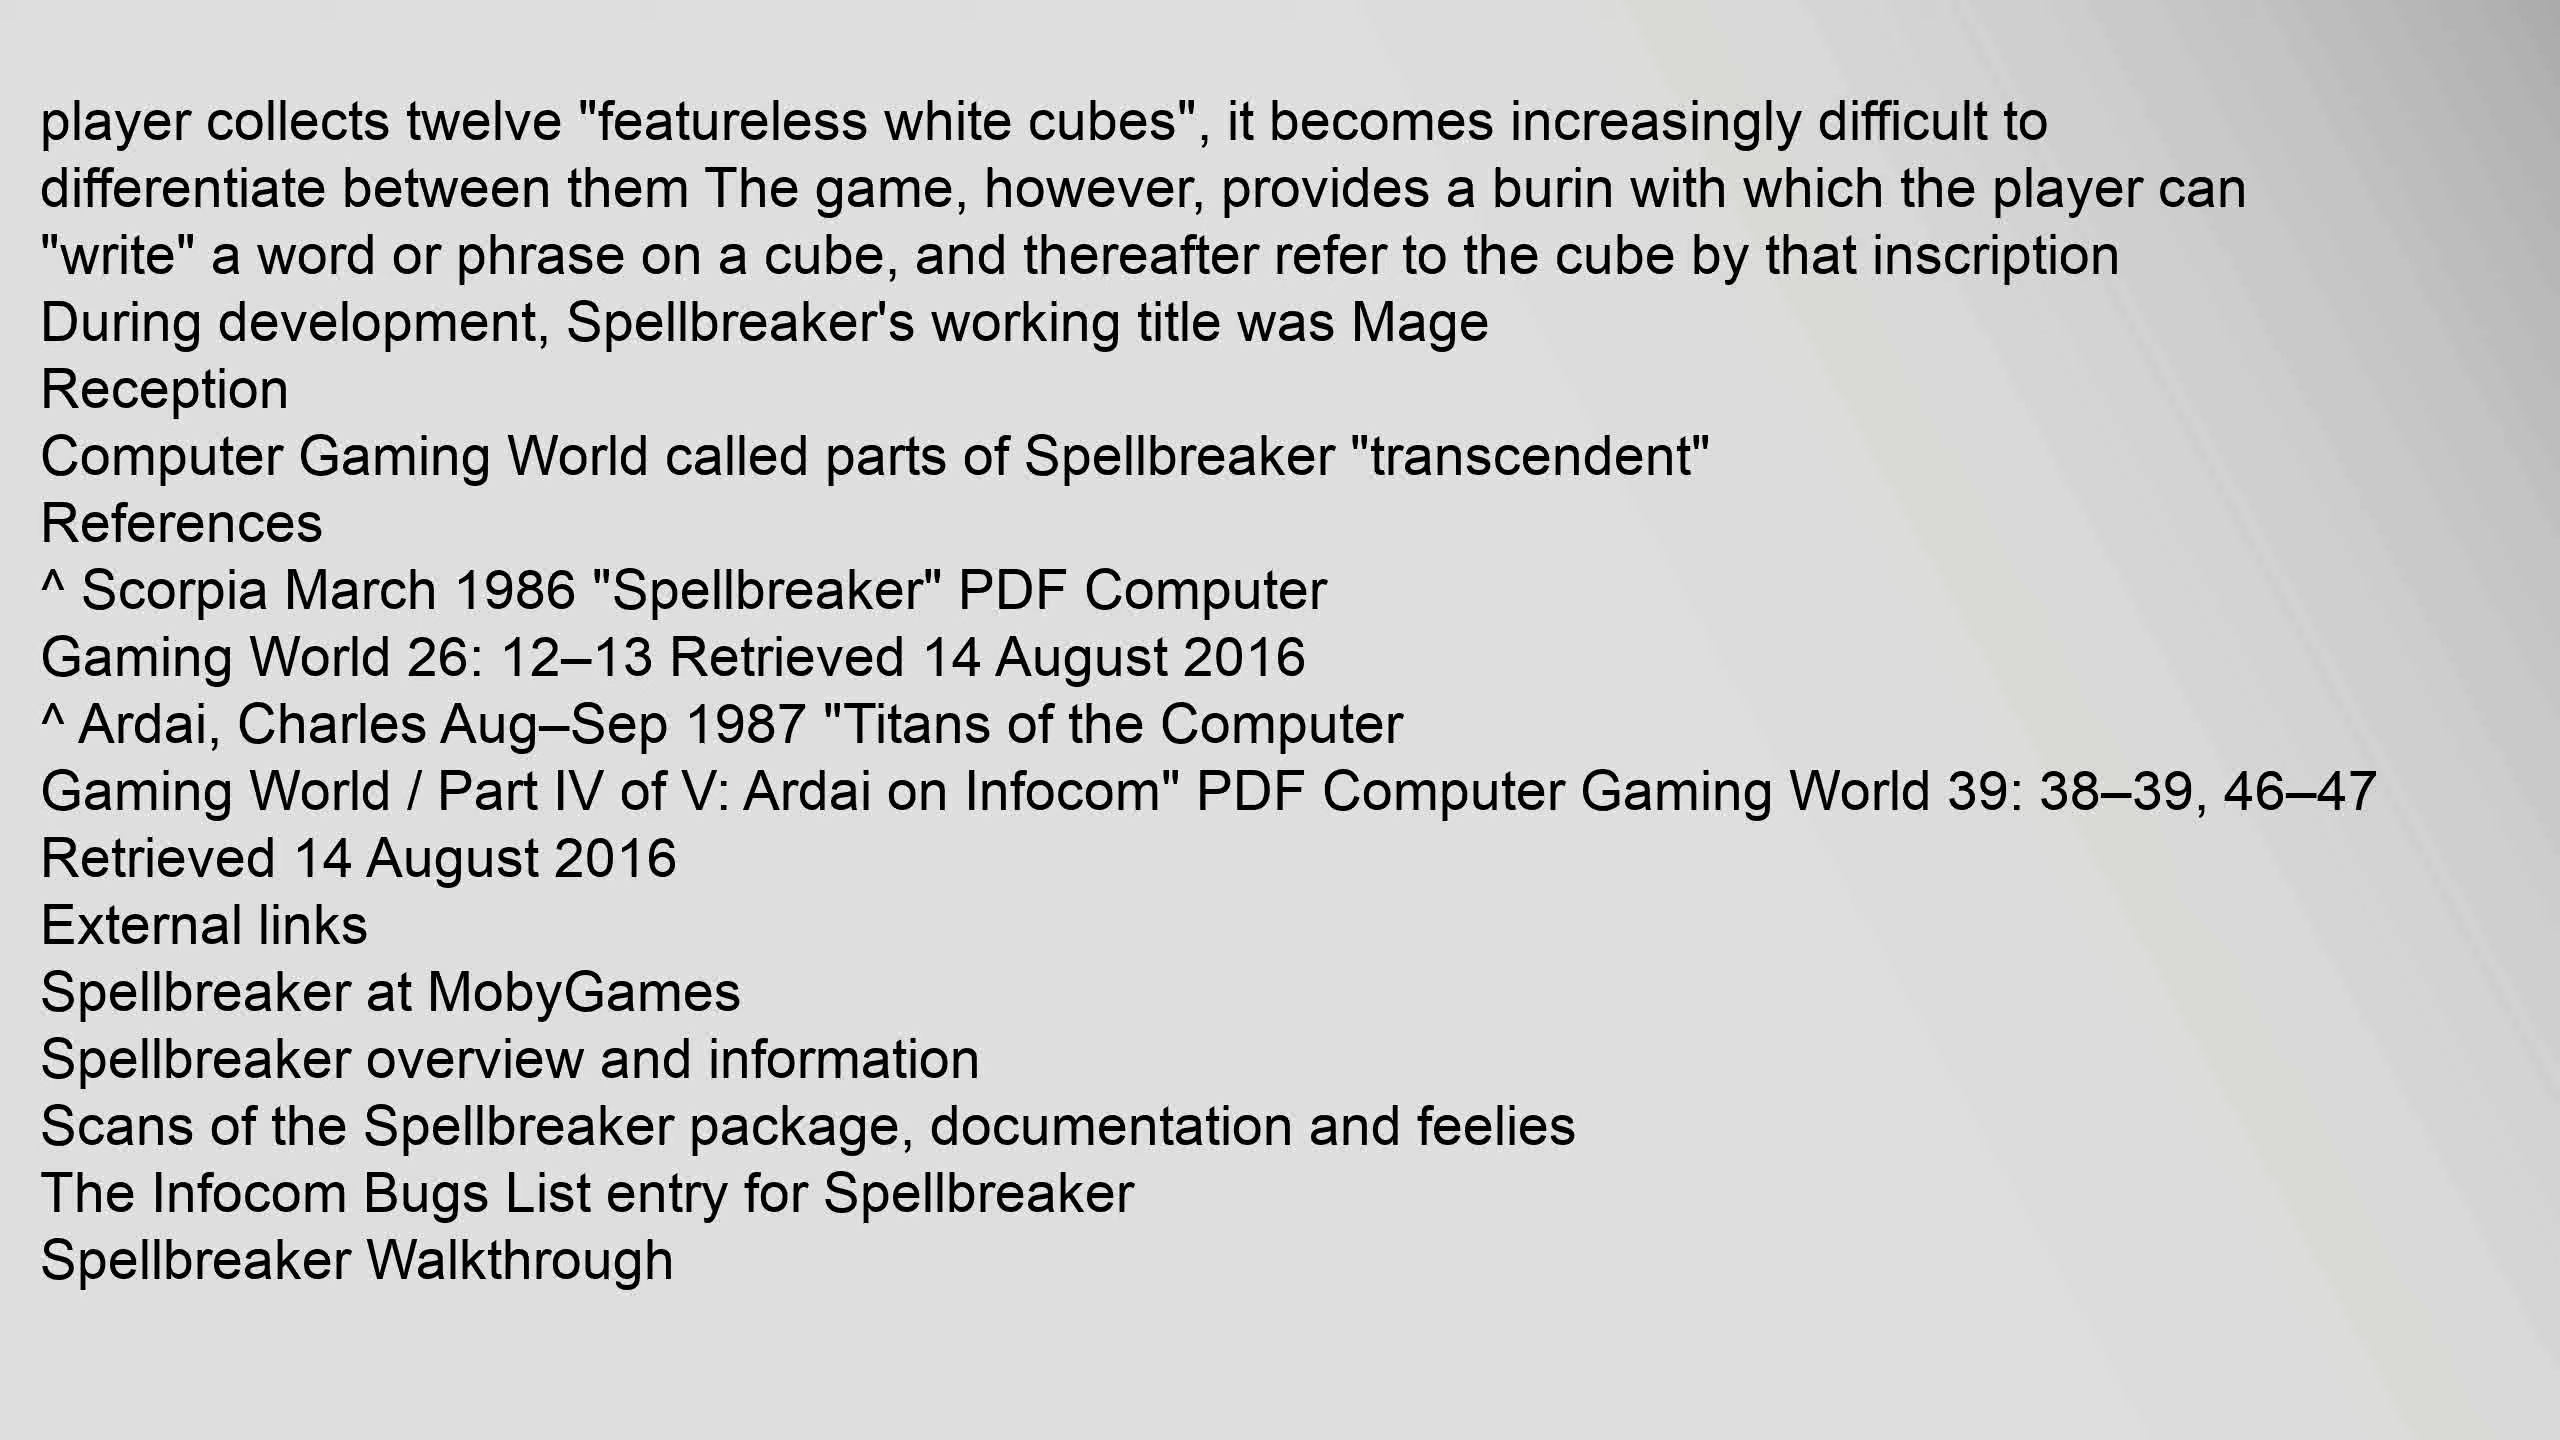 player collects twelve "featureless white cubes", it becomes increasingly difficult to
differentiate between them The game, however, provides a burin with which the player can
"write" a word or phrase on a cube, and thereafter refer to the cube by that inscription
During development, Spellbreaker's working title was Mage
Reception
Computer Gaming World called parts of Spellbreaker "transcendent"
References
^ Scorpia March 1986 "Spellbreaker" PDF Computer
Gaming World 26: 12–13 Retrieved 14 August 2016
^ Ardai, Charles Aug–Sep 1987 "Titans of the Computer
Gaming World / Part IV of V: Ardai on Infocom" PDF Computer Gaming World 39: 38–39, 46–47
Retrieved 14 August 2016
External links
Spellbreaker at MobyGames
Spellbreaker overview and information
Scans of the Spellbreaker package, documentation and feelies
The Infocom Bugs List entry for Spellbreaker
Spellbreaker Walkthrough